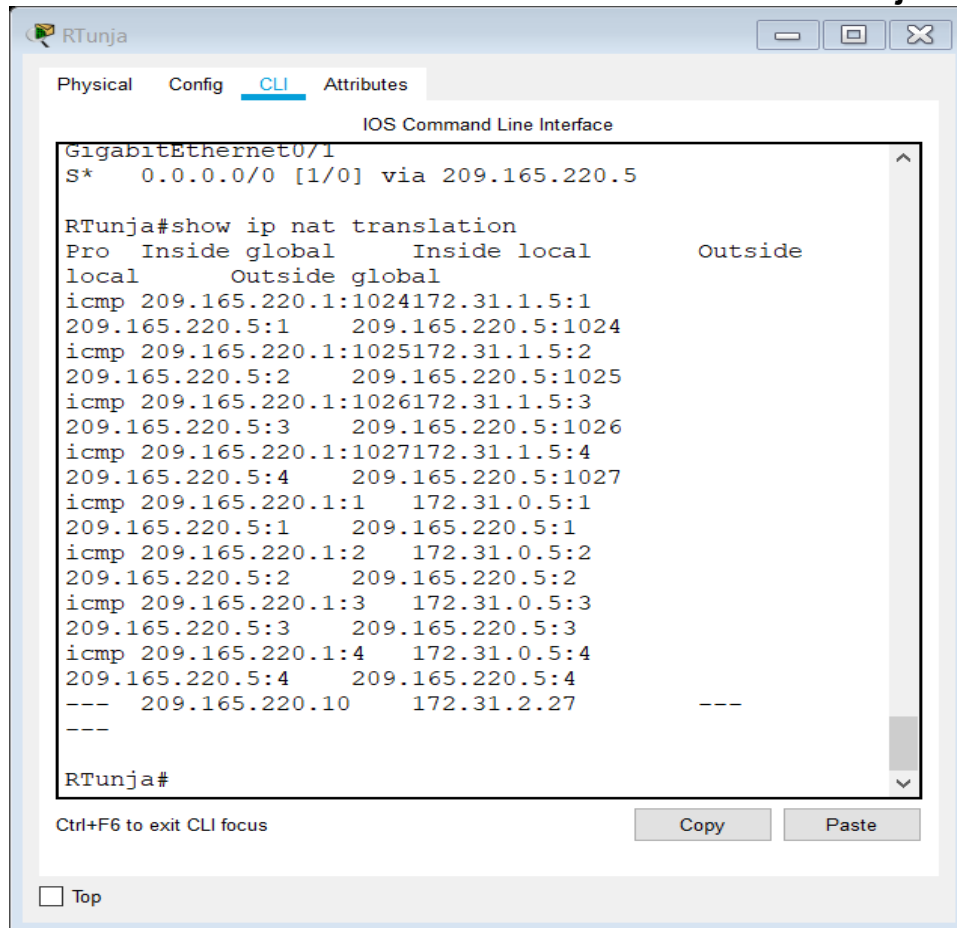 RTunja
Physical Config CLI Attributes
IOS Command Line Interface
GigabitEthernet0/1
S* 0.0.0.0/0 [1/0] via 209.165.220.5
RTunja#show ip nat translation
Pro Inside global Inside local Outside
local Outside global
icmp 209.165.220.1:1024172.31.1.5:1
209.165.220.5:1 209.165.220.5:1024
icmp 209.165.220.1:1025172.31.1.5:2
209.165.220.5:2 209.165.220.5:1025
icmp 209.165.220.1:1026172.31.1.5:3
209.165.220.5:3 209.165.220.5:1026
icmp 209.165.220.1:1027172.31.1.5:4
209.165.220.5:4 209.165.220.5:1027
icmp 209.165.220.1:1 172.31.0.5:1
209.165.220.5:1 209.165.220.5:1
icmp 209.165.220.1:2 172.31.0.5:2
209.165.220.5:2 209.165.220.5:2
icmp 209.165.220.1:3 172.31.0.5:3
209.165.220.5:3 209.165.220.5:3
icmp 209.165.220.1:4 172.31.0.5:4
209.165.220.5:4 209.165.220.5:4
--- 209.165.220.10 172.31.2.27 ---
---
RTunja#
Ctrl+F6 to exit CLI focus Copy Paste
Top